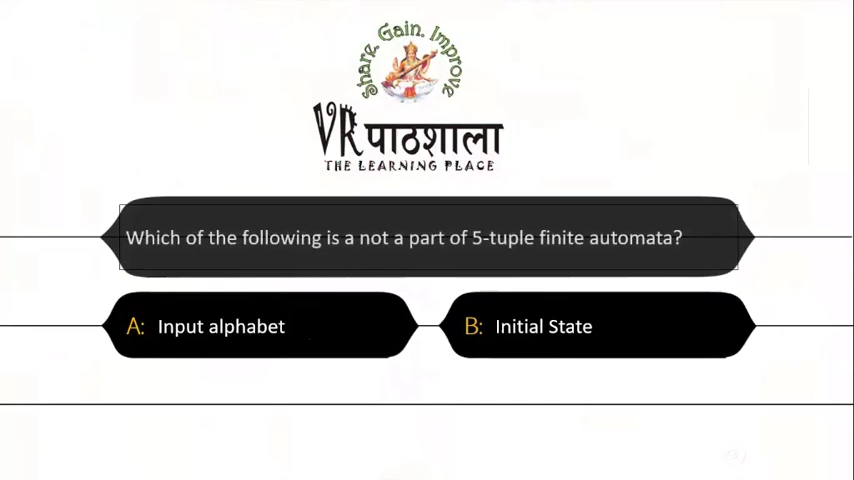 Share. Gain. Improve
VR पाठशाला
THE LEARNING PLACE
Which of the following is a not a part of 5-tuple finite automata?
A: Input alphabet
B: Initial State